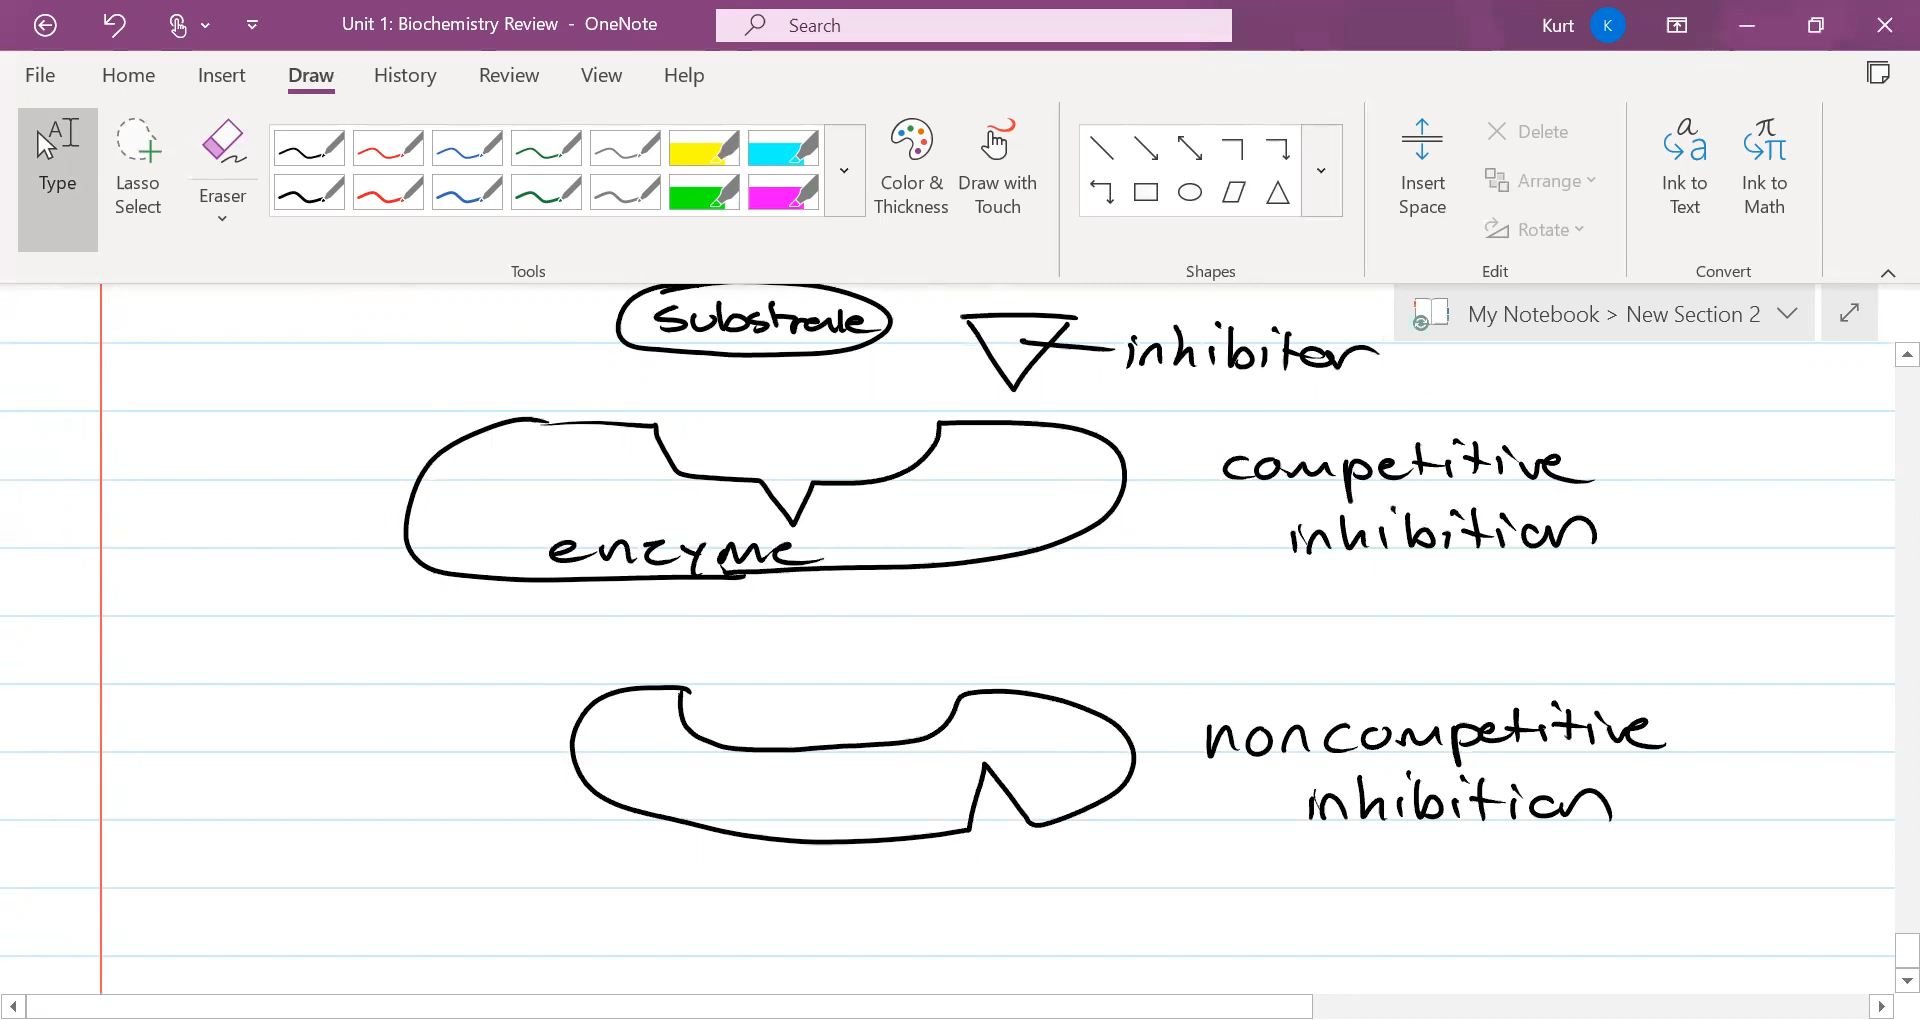 Unit 1: Biochemistry Review - OneNote
Search
Kurt
K
File Home Insert Draw History Review View Help
Type
Lasso Select
Eraser
Color & Thickness
Draw with Touch
Insert Space
Delete
Arrange
Rotate
Ink to Text
Ink to Math
Tools
Shapes
Edit
Convert
My Notebook > New Section 2
substrate
inhibitor
competitive
inhibition
enzyme
noncompetitive
inhibition